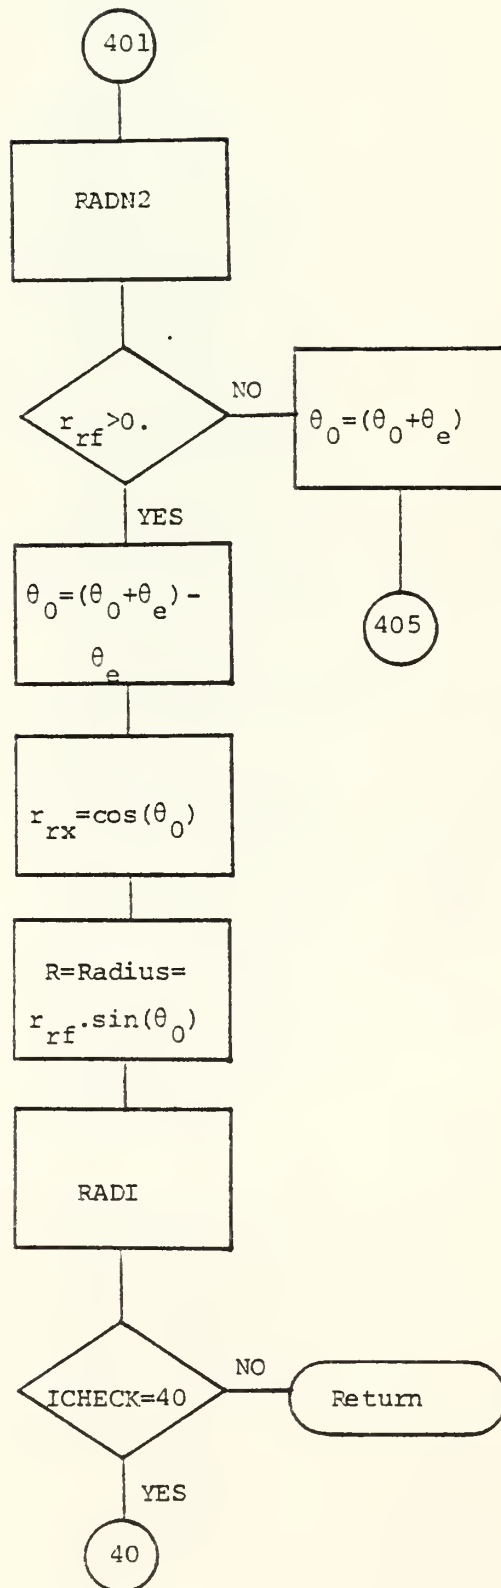 401
RADN2
r_rf>0.
NO
θ_0=(θ_0+θ_e)
YES
405
θ_0=(θ_0+θ_e)-
θ_e
r_rx=cos(θ_0)
R=Radius=
r_rf.sin(θ_0)
RADI
ICHECK=40
NO
Return
YES
40